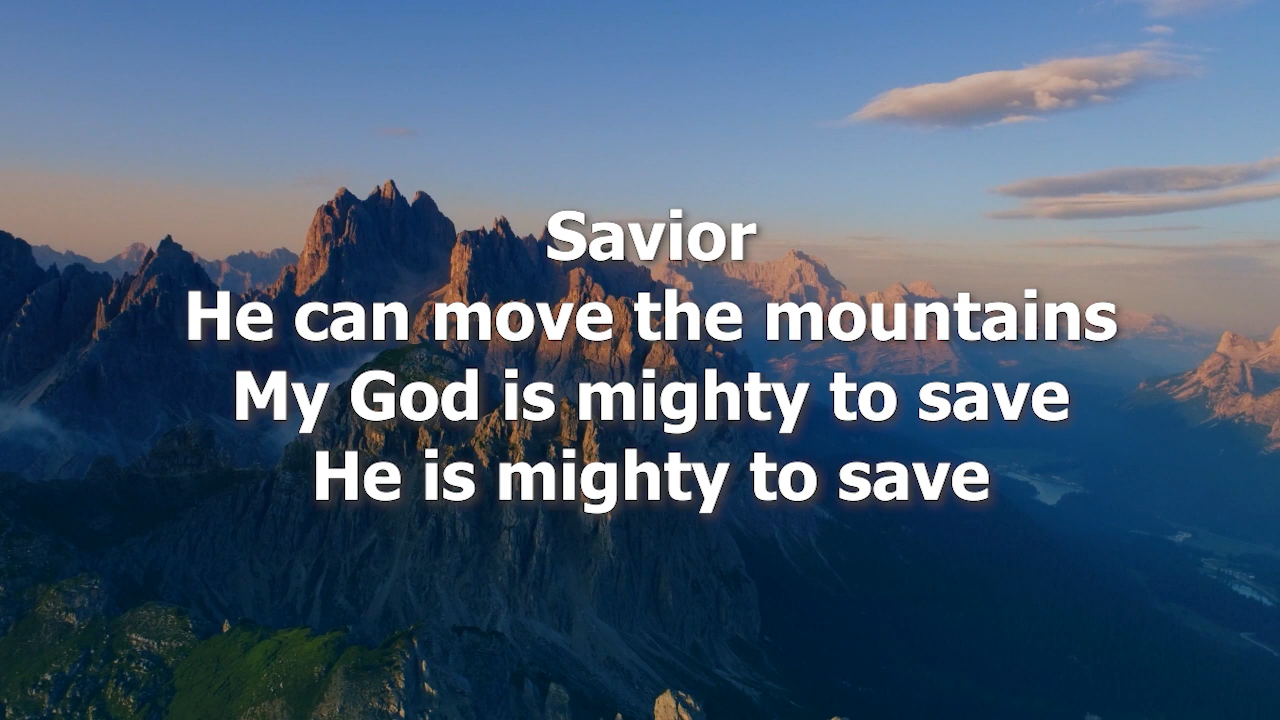 Savior
He can move the mountains
My God is mighty to save
He is mighty to save